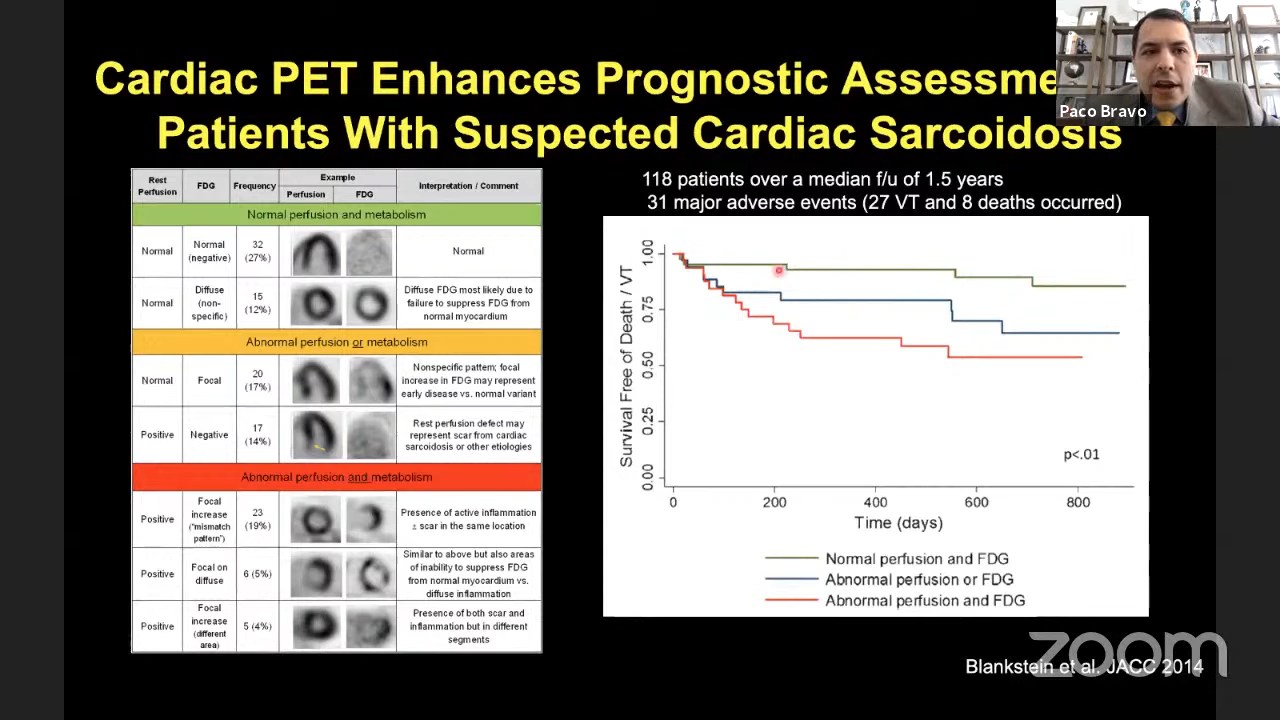 Cardiac PET Enhances Prognostic Assessme
Patients With Suspected Cardiac Sarcoidosis
Paco Bravo
118 patients over a median f/u of 1.5 years
31 major adverse events (27 VT and 8 deaths occurred)
Rest Perfusion
FDG
Frequency
Example
Perfusion
FDG
Interpretation / Comment
Normal perfusion and metabolism
Normal
Normal
(negative)
32
(27%)
Normal
Normal
Diffuse
(non-
specific)
15
(12%)
Diffuse FDG most likely due to
failure to suppress FDG from
normal myocardium
Abnormal perfusion or metabolism
Normal
Focal
20
(17%)
Nonspecific pattern; focal
increase in FDG may represent
early disease vs. normal variant
Positive
Negative
17
(14%)
Rest perfusion defect may
represent scar from cardiac
sarcoidosis or other etiologies
Abnormal perfusion and metabolism
Positive
Focal
increase
("mismatch
pattern")
23
(19%)
Presence of active inflammation
± scar in the same location
Positive
Focal on
diffuse
6 (5%)
Similar to above but also areas
of inability to suppress FDG
from normal myocardium vs.
diffuse inflammation
Positive
Focal
increase
(different
area)
5 (4%)
Presence of both scar and
inflammation but in different
segments
Survival Free of Death / VT
1.00
0.75
0.50
0.25
0.00
p<.01
0
200
400
600
800
Time (days)
Normal perfusion and FDG
Abnormal perfusion or FDG
Abnormal perfusion and FDG
Blankstein et al. JACC 2014
zoom